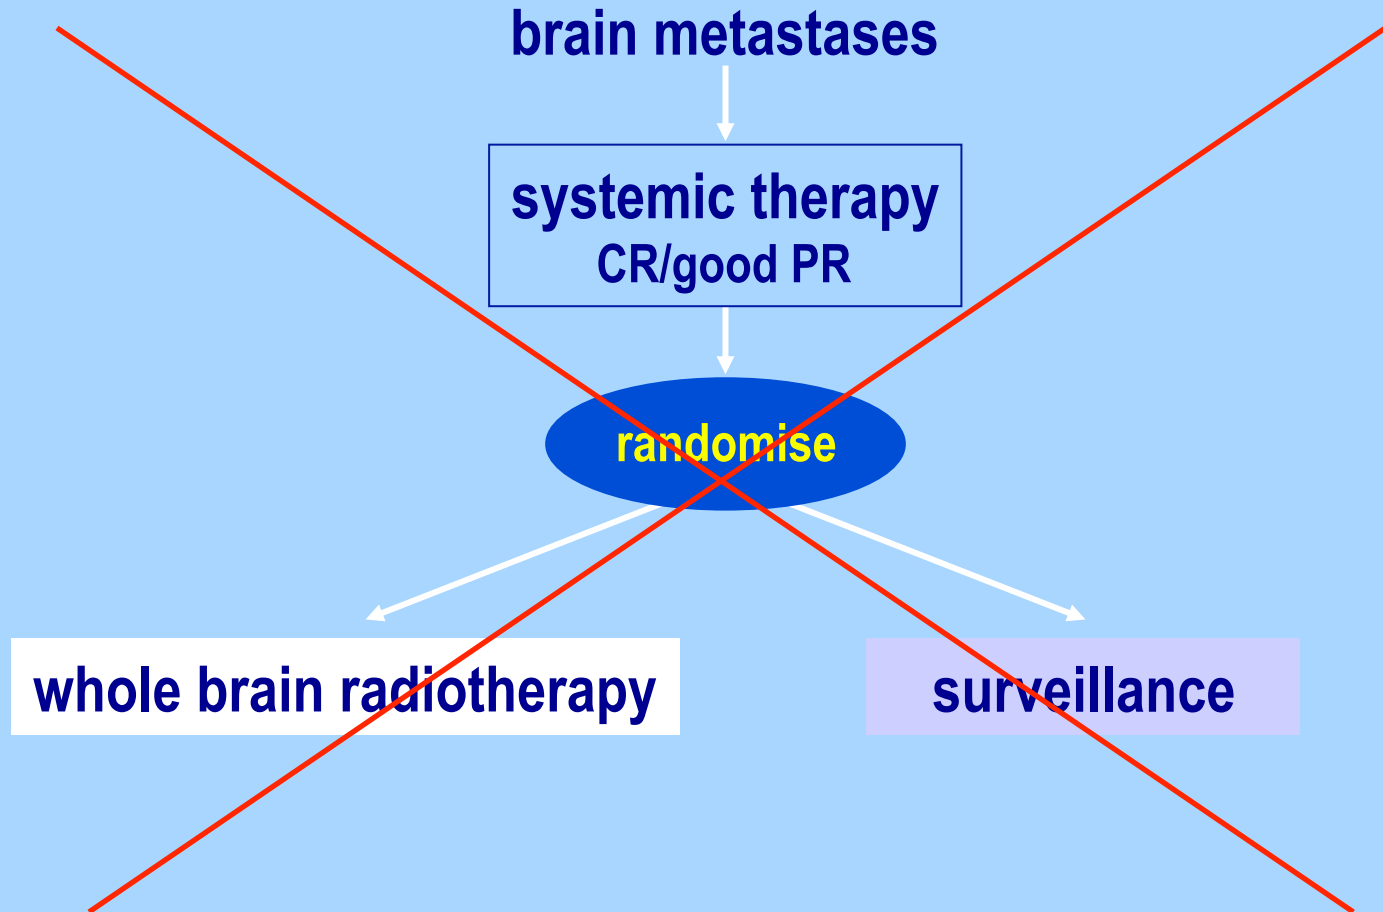 brain metastases
systemic therapy
CR/good PR
randomise
whole brain radiotherapy
surveillance